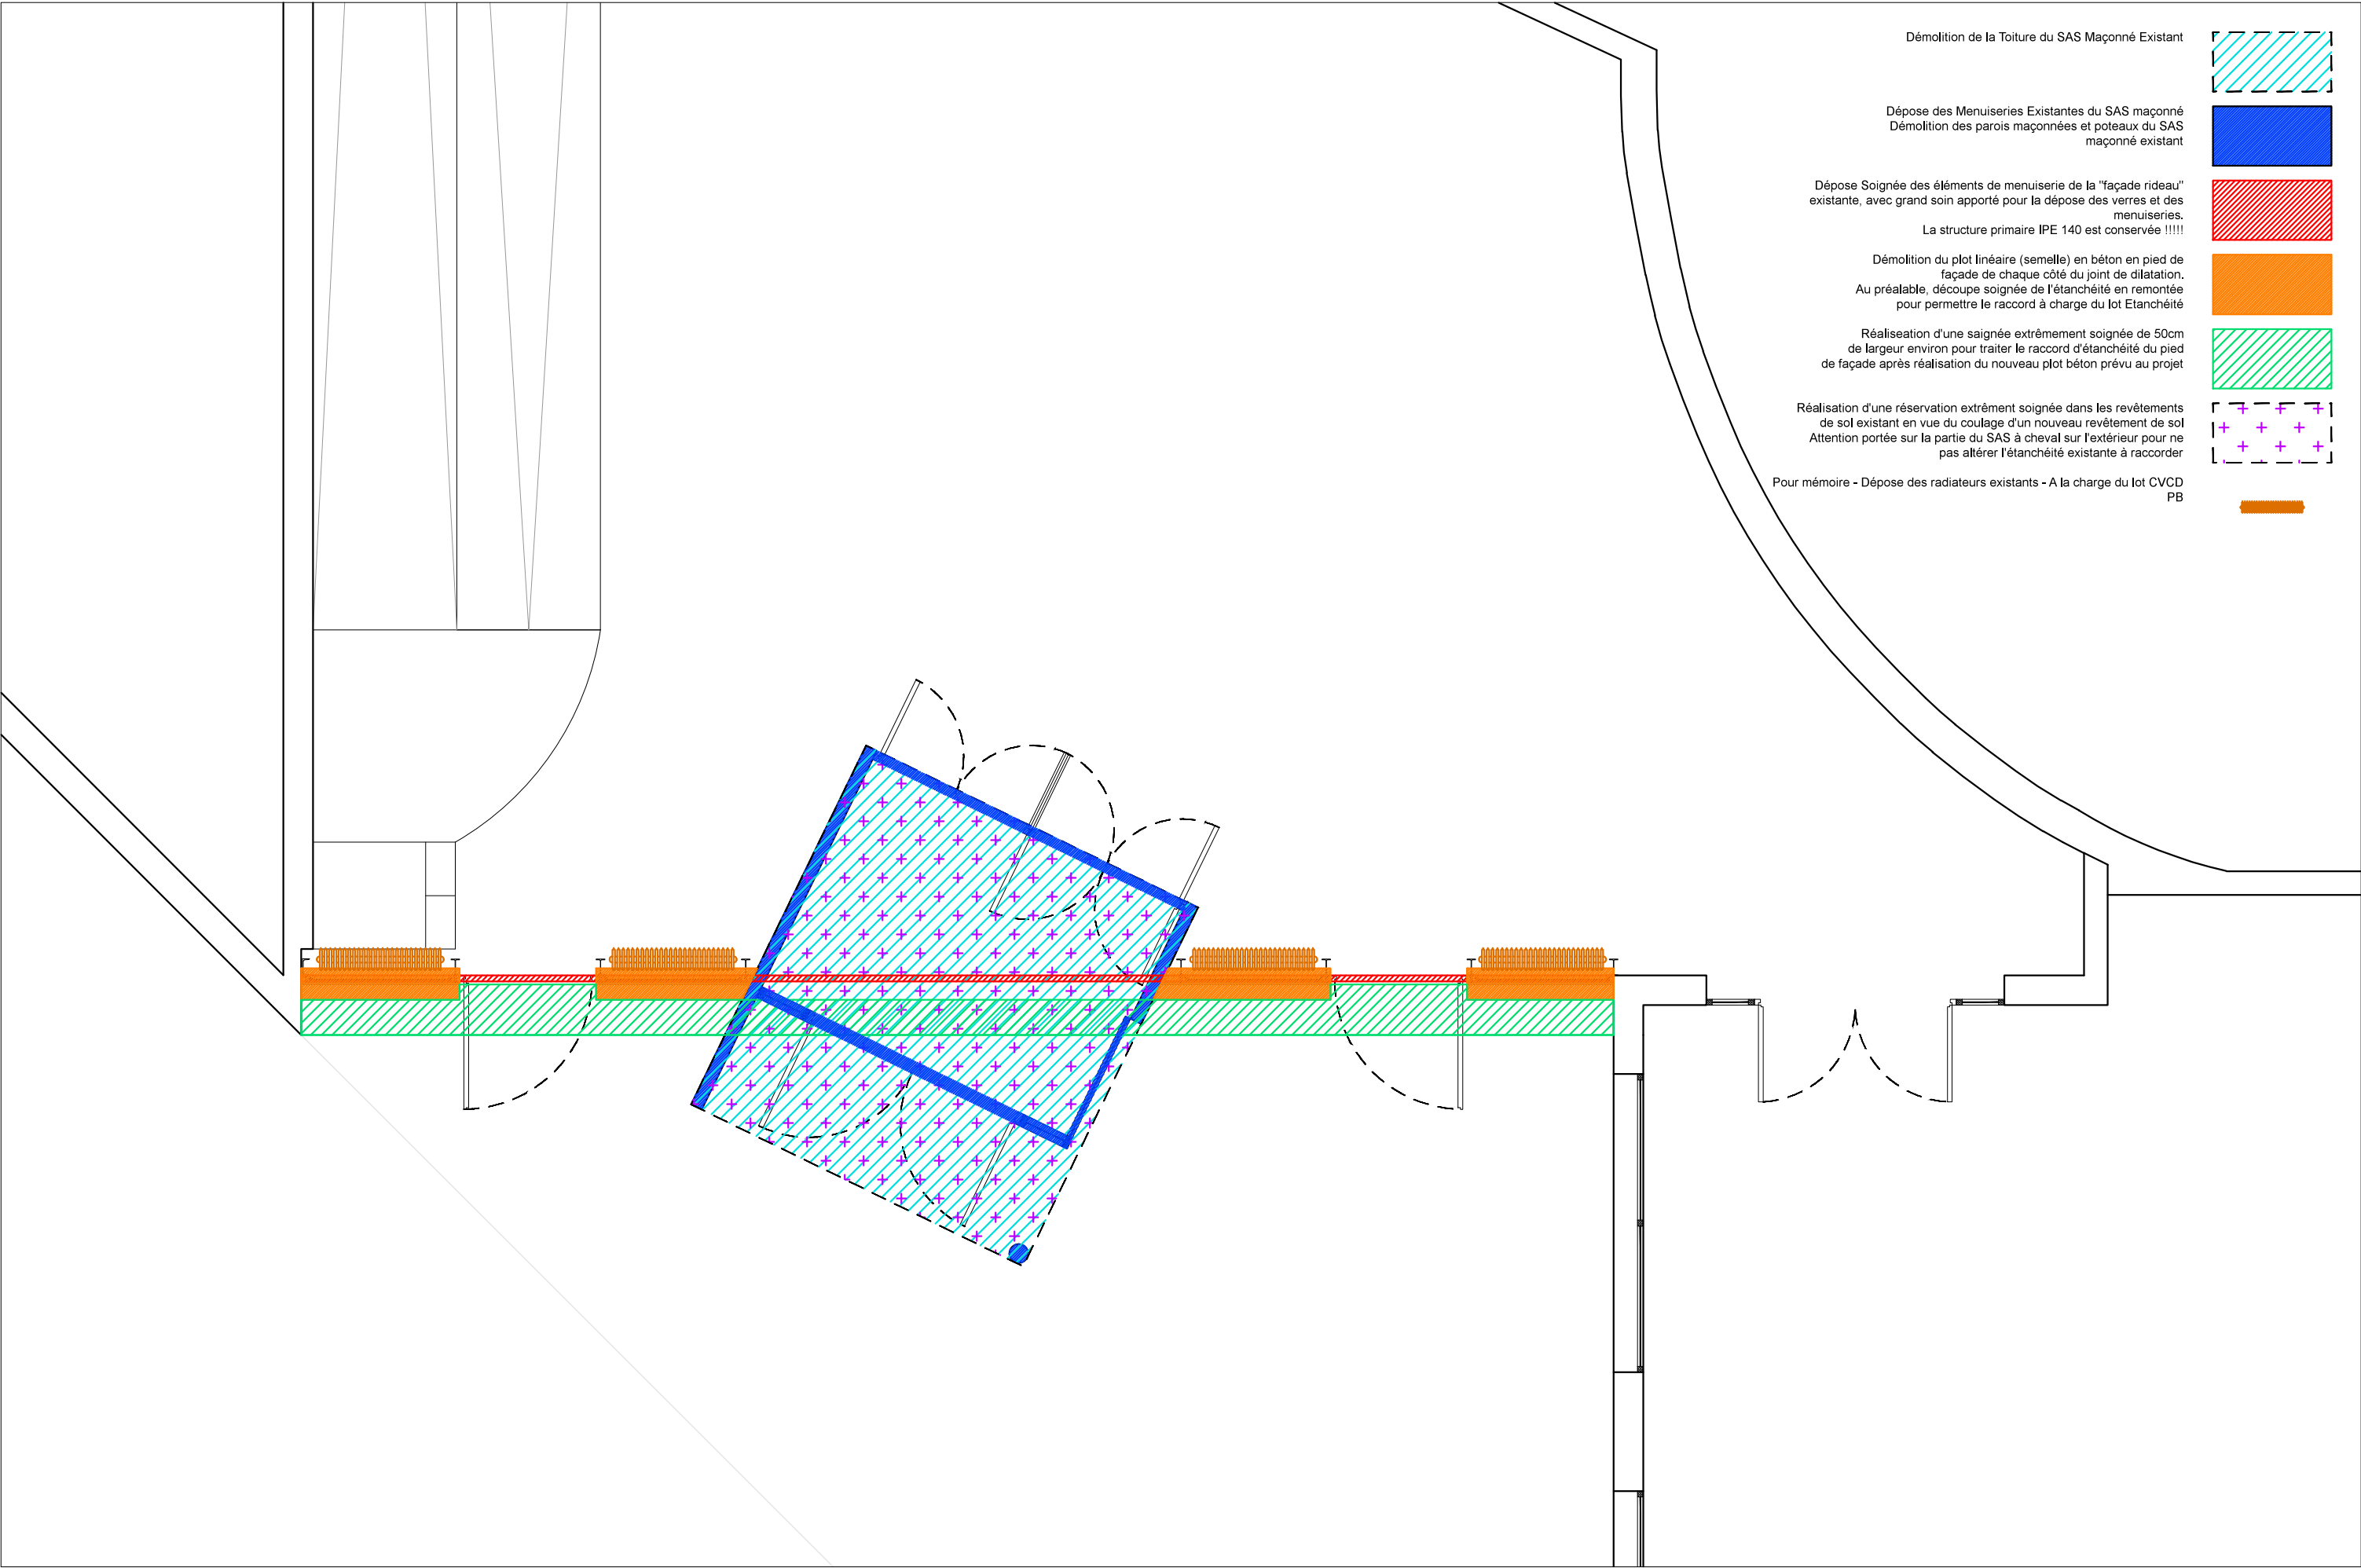 Démolition de la Toiture du SAS Maçonné Existant
Dépose des Menuiseries Existantes du SAS maçonné
Démolition des parois maçonnées et poteaux du SAS
maçonné existant
Dépose Soignée des éléments de menuiserie de la "façade rideau"
existante, avec grand soin apporté pour la dépose des verres et des
menuiseries.
La structure primaire IPE 140 est conservée !!!!!
Démolition du plot linéaire (semelle) en béton en pied de
façade de chaque côté du joint de dilatation.
Au préalable, découpe soignée de l'étanchéité en remontée
pour permettre le raccord à charge du lot Etanchéité
Réaliseation d'une saignée extrêmement soignée de 50cm
de largeur environ pour traiter le raccord d'étanchéité du pied
de façade après réalisation du nouveau plot béton prévu au projet
Réalisation d'une réservation extrêment soignée dans les revêtements
de sol existant en vue du coulage d'un nouveau revêtement de sol
Attention portée sur la partie du SAS à cheval sur l'extérieur pour ne
pas altérer l'étanchéité existante à raccorder
Pour mémoire - Dépose des radiateurs existants - A la charge du lot CVCD
PB